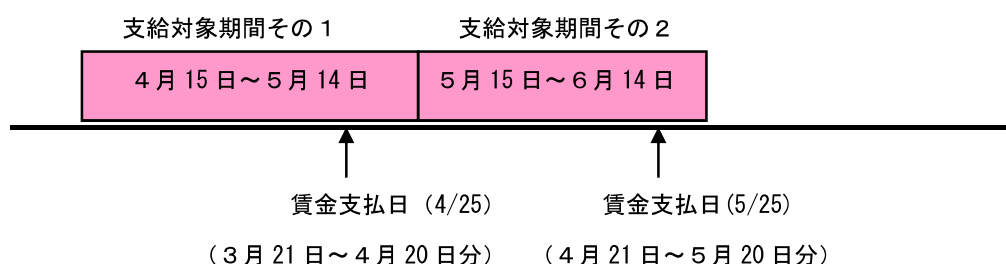 支給対象期間その１　支給対象期間その２
４月 15 日～５月 14 日　５月 15 日～６月 14 日
賃金支払日（4/25）　賃金支払日(5/25)
（３月 21 日～４月 20 日分）　（４月 21 日～５月 20 日分）